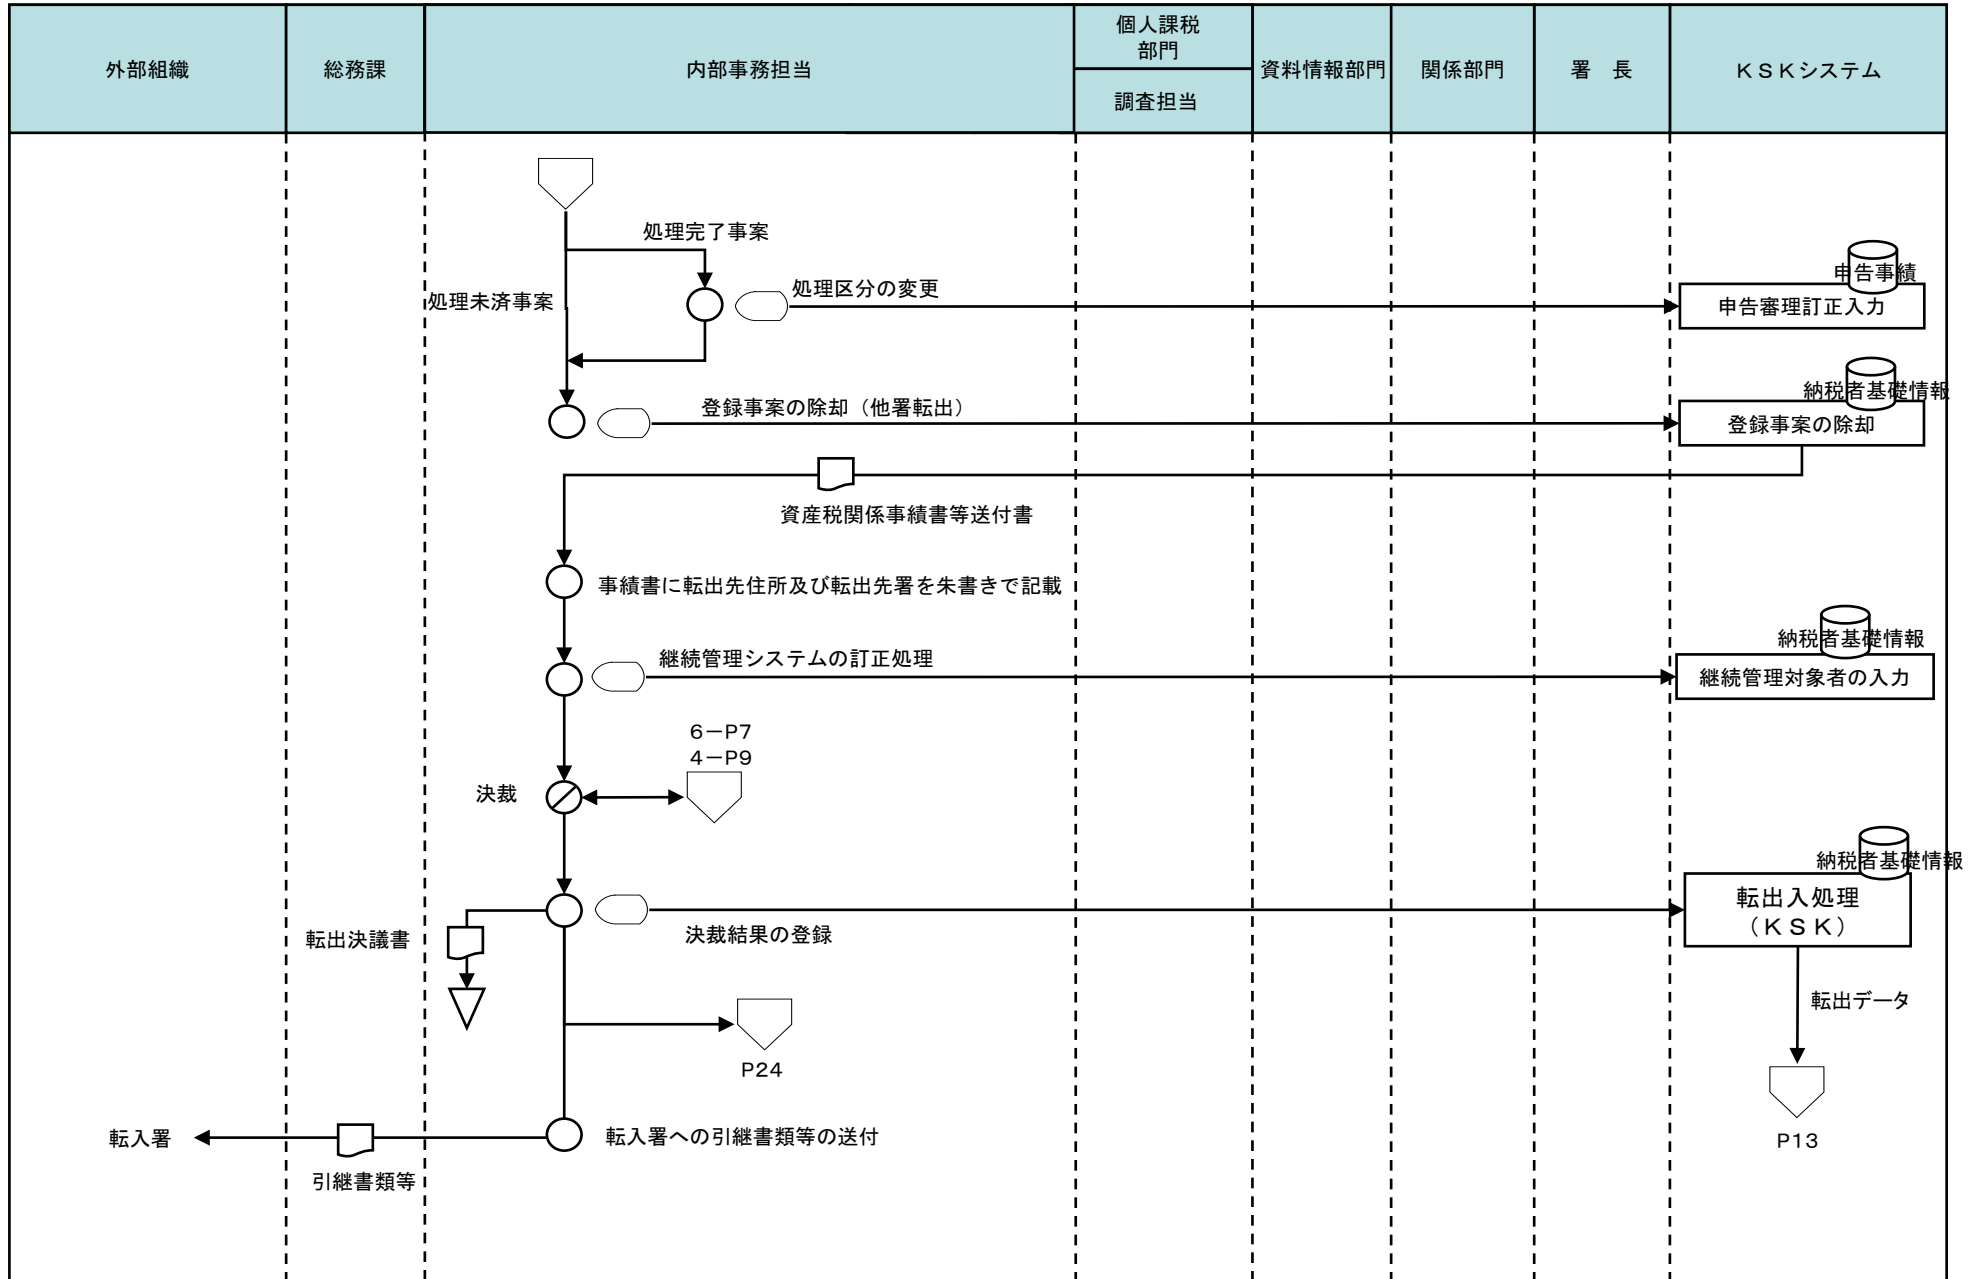 外部組織
総務課
内部事務担当
個人課税
部門
調査担当
資料情報部門
関係部門
署　長
ＫＳＫシステム
処理完了事案
処理未済事案
処理区分の変更
申告事績
申告審理訂正入力
登録事案の除却（他署転出）
納税者基礎情報
登録事案の除却
資産税関係事績書等送付書
事績書に転出先住所及び転出先署を朱書きで記載
継続管理システムの訂正処理
納税者基礎情報
継続管理対象者の入力
6－P7
4－P9
決裁
納税者基礎情報
転出入処理
（ＫＳＫ）
決裁結果の登録
転出決議書
転出データ
P24
P13
転入署
引継書類等
転入署への引継書類等の送付